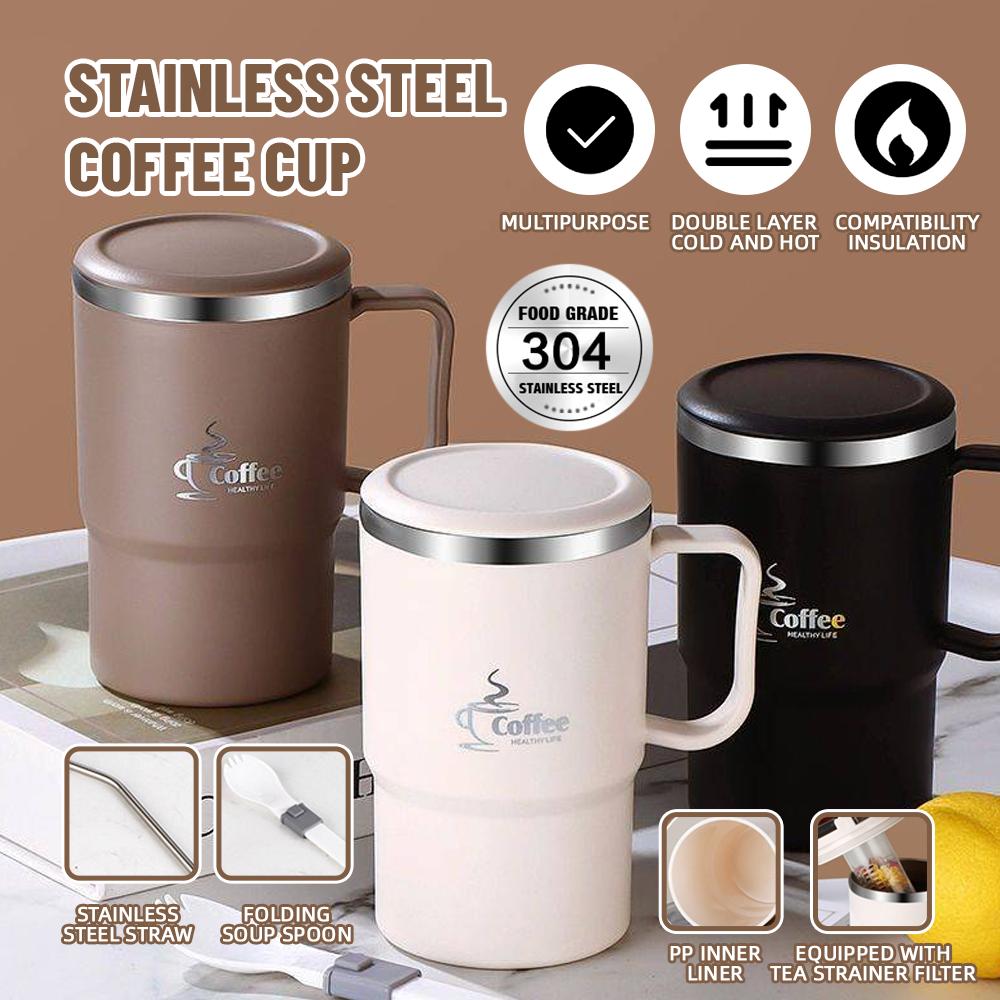 STAINLESS STEEL
COFFEE CUP
MULTIPURPOSE
DOUBLE LAYER
COLD AND HOT
COMPATIBILITY
INSULATION
FOOD GRADE
304
STAINLESS STEEL
Coffee
HEALTHY LIFE
Coffee
HEALTHY LIFE
Coffee
HEALTHY LIFE
STAINLESS
STEEL STRAW
FOLDING
SOUP SPOON
PP INNER
LINER
EQUIPPED WITH
TEA STRAINER FILTER